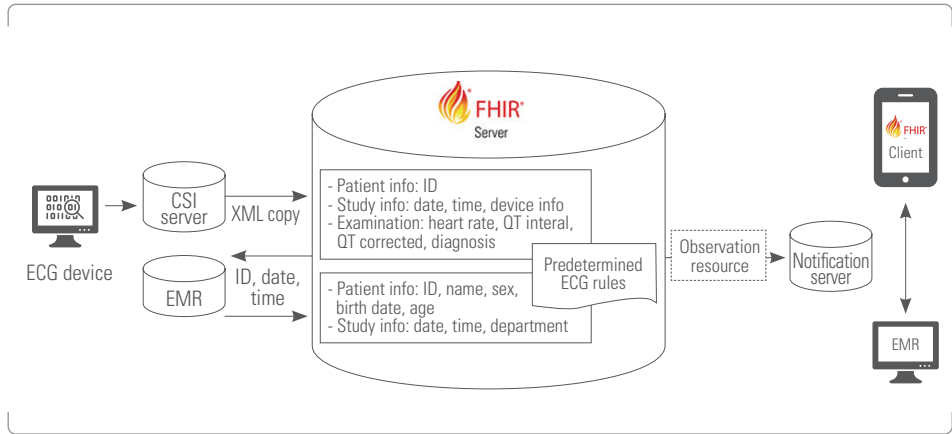 FHIR®
Server
- Patient info: ID
- Study info: date, time, device info
- Examination: heart rate, QT interal,
QT corrected, diagnosis
CSI
server
XML copy
ECG device
EMR
ID, date,
time
- Patient info: ID, name, sex,
birth date, age
- Study info: date, time, department
Predetermined
ECG rules
Observation
resource
Notification
server
FHIR®
Client
EMR